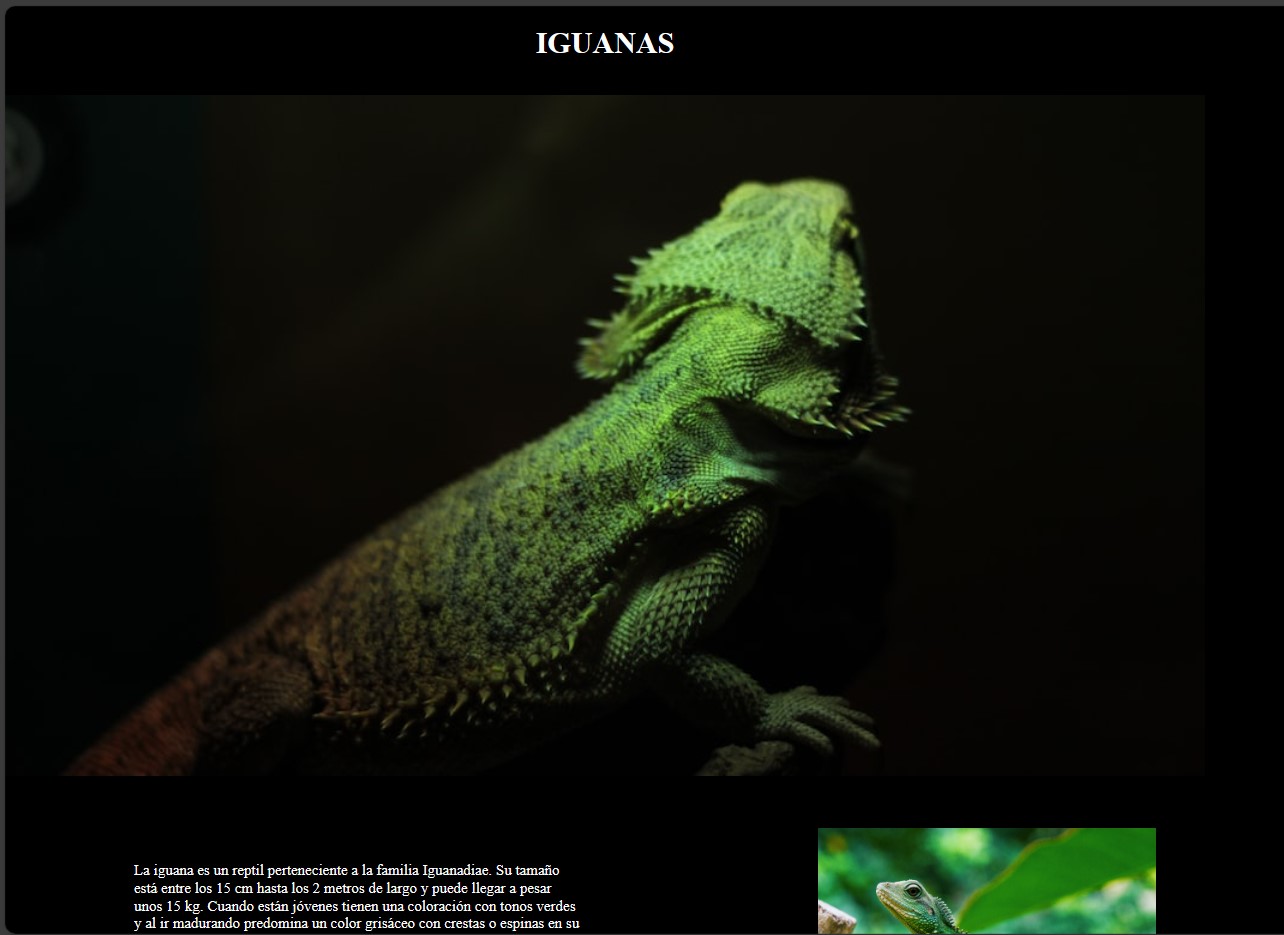 IGUANAS
La iguana es un reptil perteneciente a la familia Iguanadiae. Su tamaño
está entre los 15 cm hasta los 2 metros de largo y puede llegar a pesar
unos 15 kg. Cuando están jóvenes tienen una coloración con tonos verdes
y al ir madurando predomina un color grisáceo con crestas o espinas en su